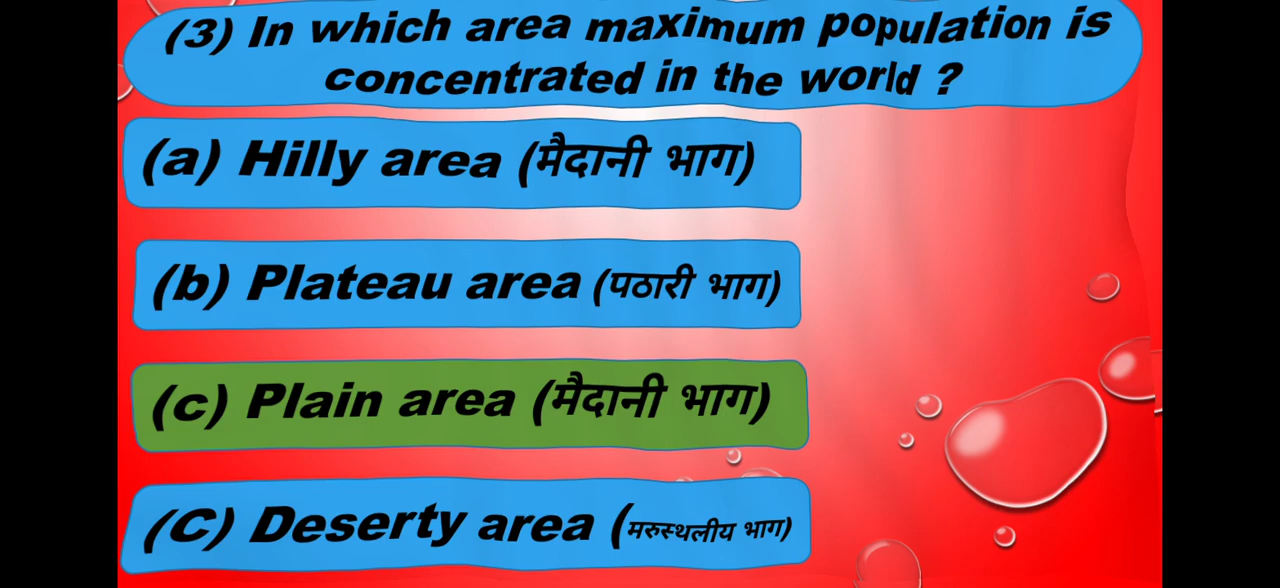 (3) In which area maximum population is
concentrated in the world ?
(a) Hilly area (मैदानी भाग)
(b) Plateau area (पठारी भाग)
(c) Plain area (मैदानी भाग)
(C) Deserty area (मरुस्थलीय भाग)